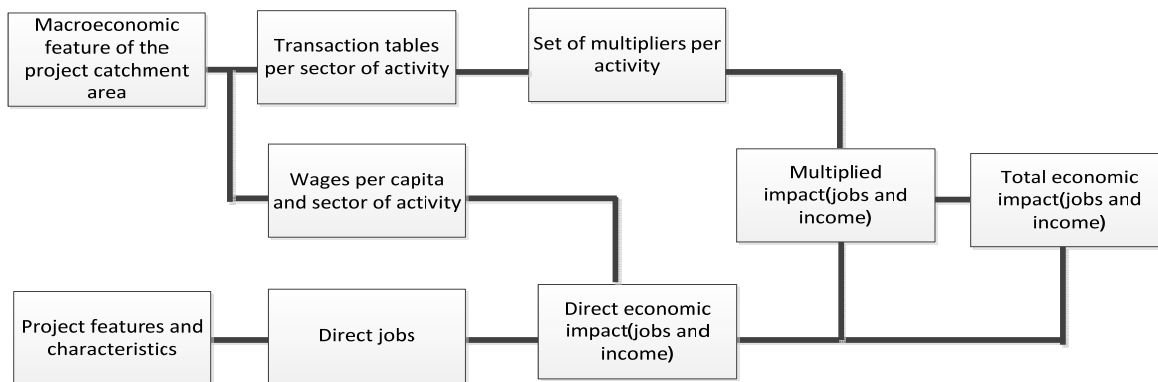 Macroeconomic
feature of the
project catchment
area
Transaction tables
per sector of activity
Set of multipliers per
activity
Wages per capita
and sector of activity
Multiplied
impact(jobs and
income)
Total economic
impact(jobs and
income)
Project features and
characteristics
Direct jobs
Direct economic
impact(jobs and
income)